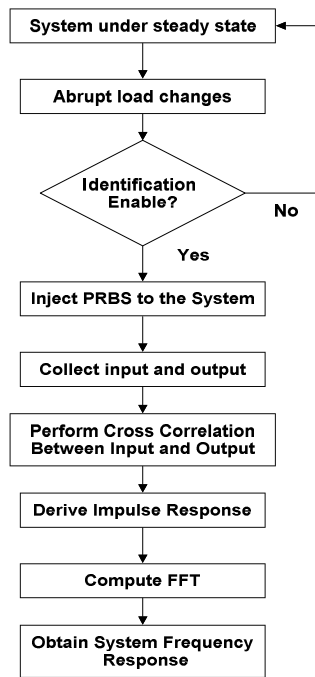 System under steady state
Abrupt load changes
Identification
Enable?
No
Yes
Inject PRBS to the System
Collect input and output
Perform Cross Correlation
Between Input and Output
Derive Impulse Response
Compute FFT
Obtain System Frequency
Response